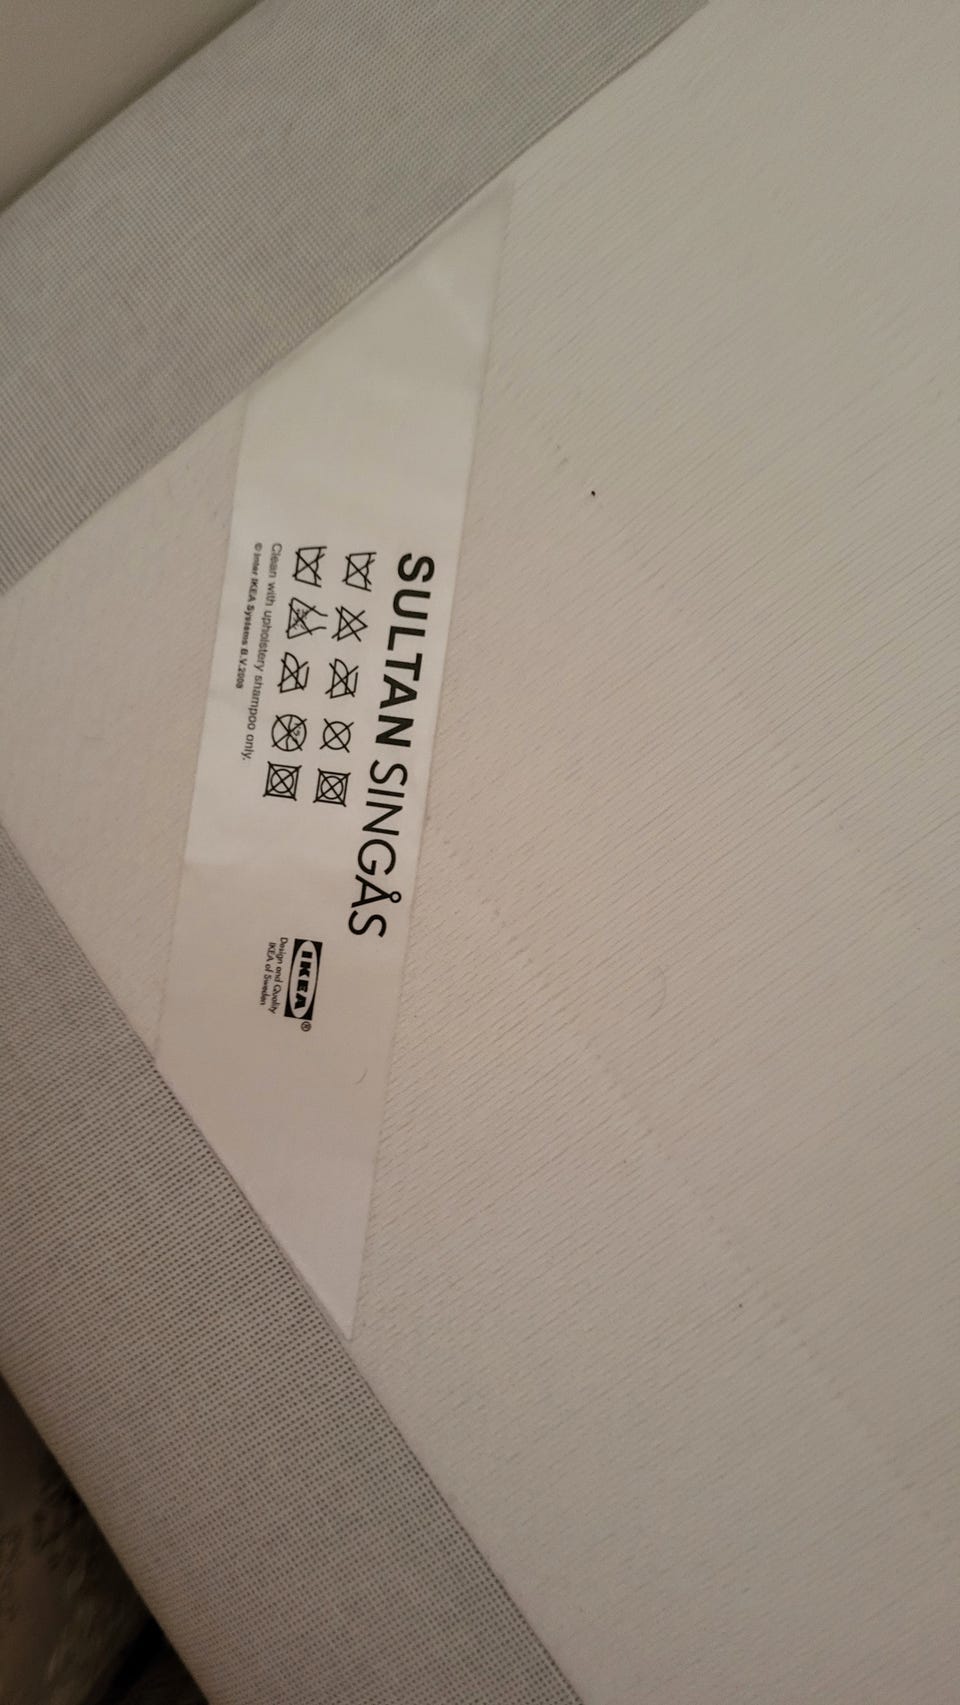 SULTAN SINGÅS
Clean with upholstery shampoo only.
© Inter IKEA Systems B.V.2008
IKEA®
Design and Quality
IKEA of Sweden